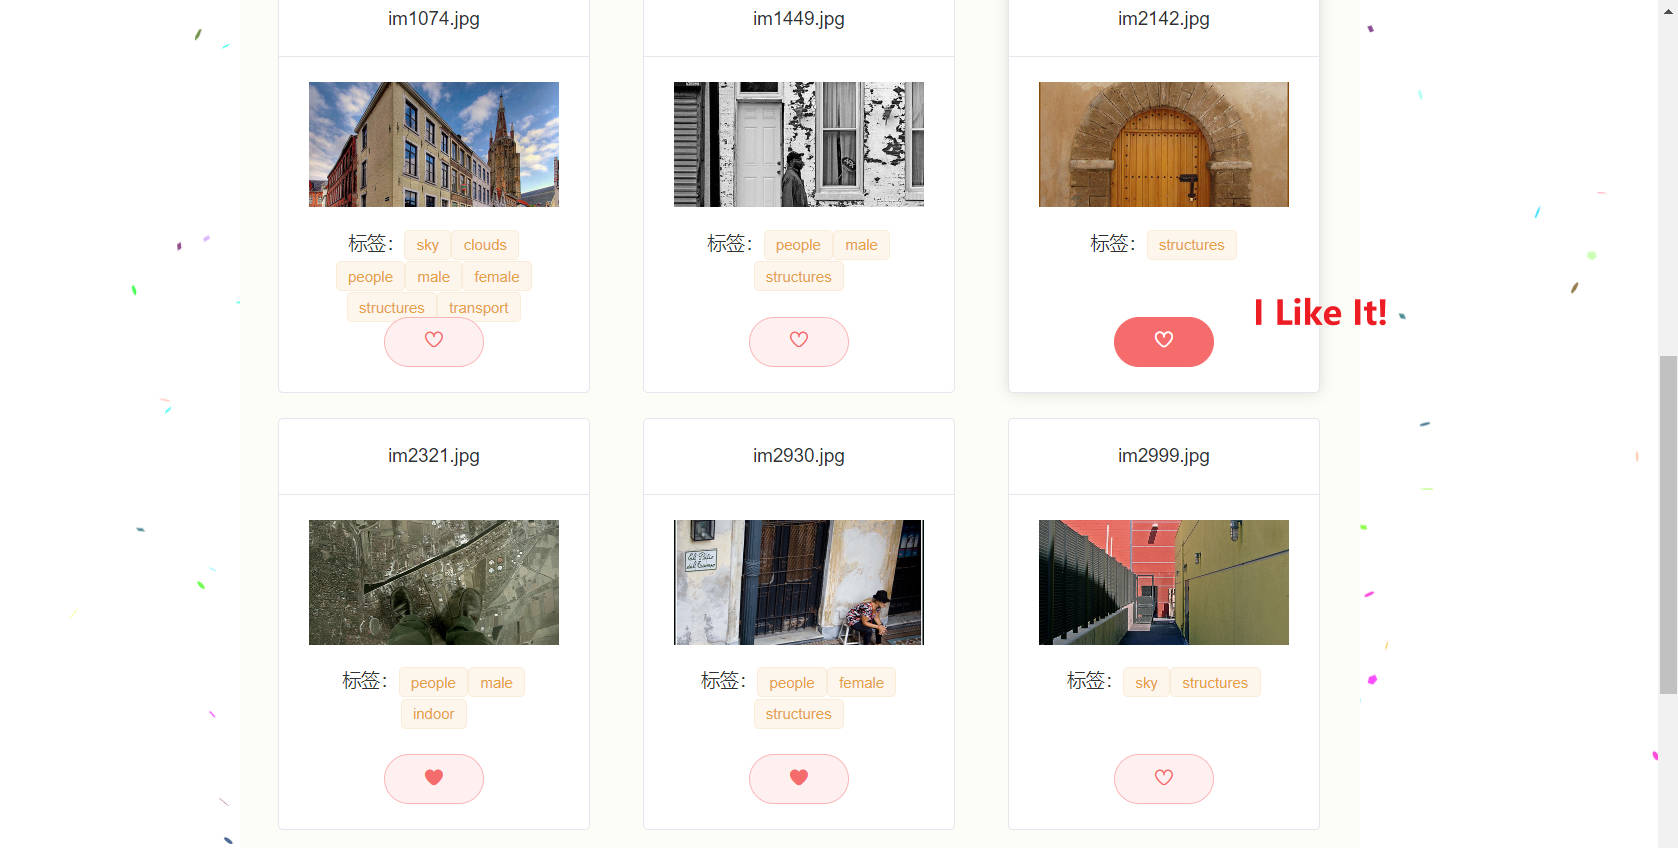 im1074.jpg
im1449.jpg
im2142.jpg
标签： sky clouds
people male female
structures transport
标签： people male
structures
标签： structures
I Like It!
im2321.jpg
im2930.jpg
im2999.jpg
标签： people male
indoor
标签： people female
structures
标签： sky structures